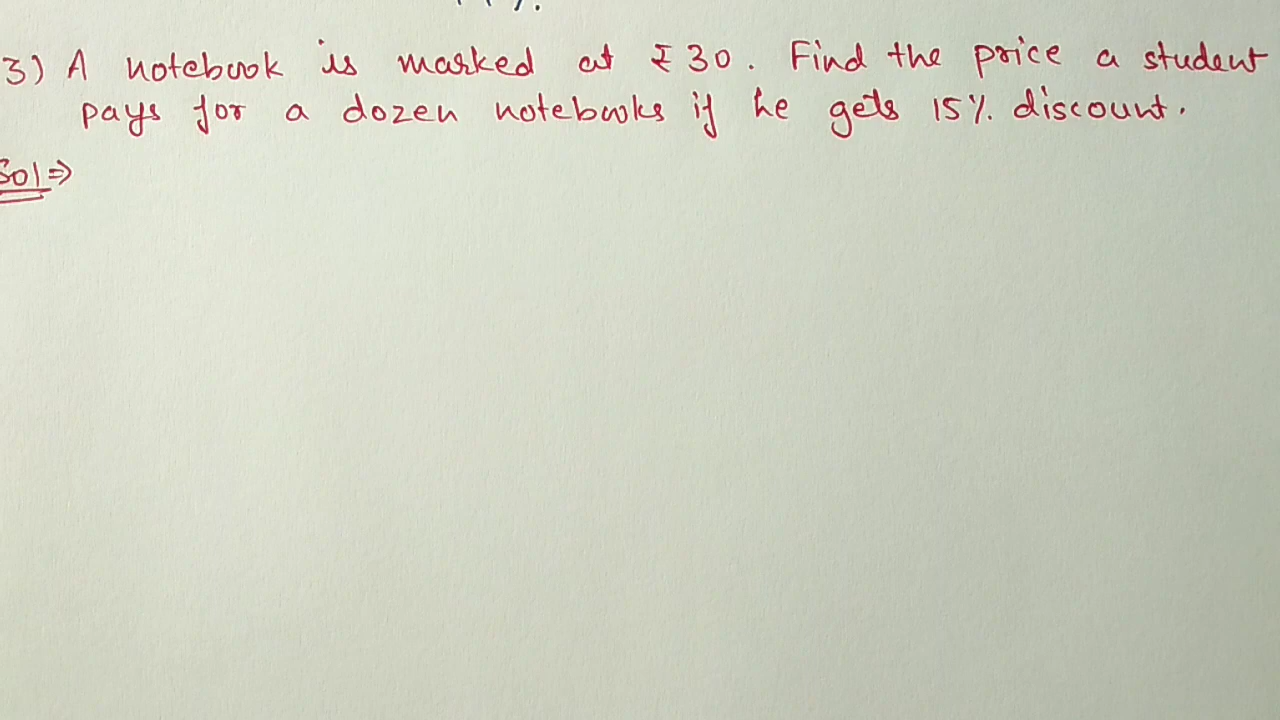 3) A notebook is marked at ₹ 30. Find the price a student
pays for a dozen notebooks if he gets 15% discount.
Sol ⇒